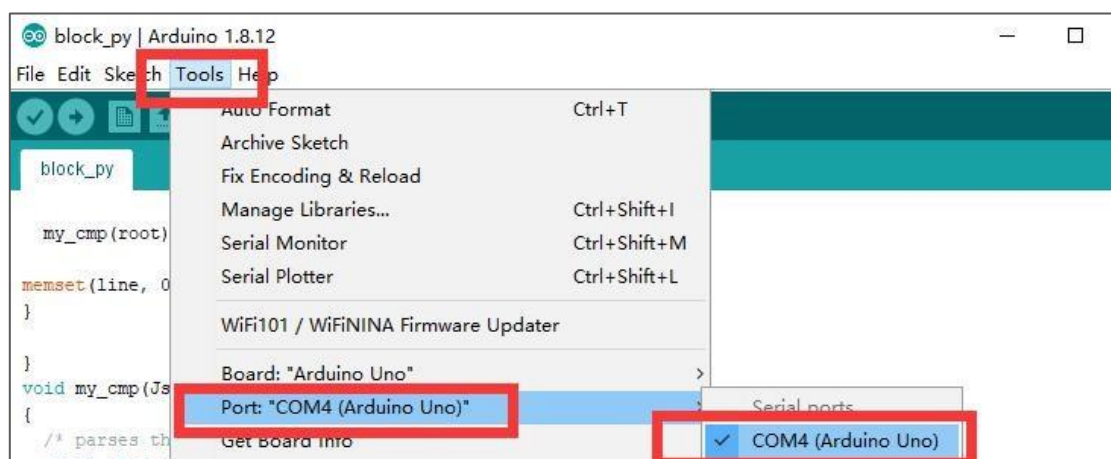 block_py | Arduino 1.8.12
File Edit Sketch Tools Help
Auto Format Ctrl+T
Archive Sketch
block_py
Fix Encoding & Reload
Manage Libraries... Ctrl+Shift+I
my_cmp(root)
Serial Monitor Ctrl+Shift+M
Serial Plotter Ctrl+Shift+L
memset(line, 0
}
WiFi101 / WiFiNINA Firmware Updater
}
Board: "Arduino Uno"
void my_cmp(Js
Port: "COM4 (Arduino Uno)"
Serial ports
{
/* parses th
Get Board Info
COM4 (Arduino Uno)